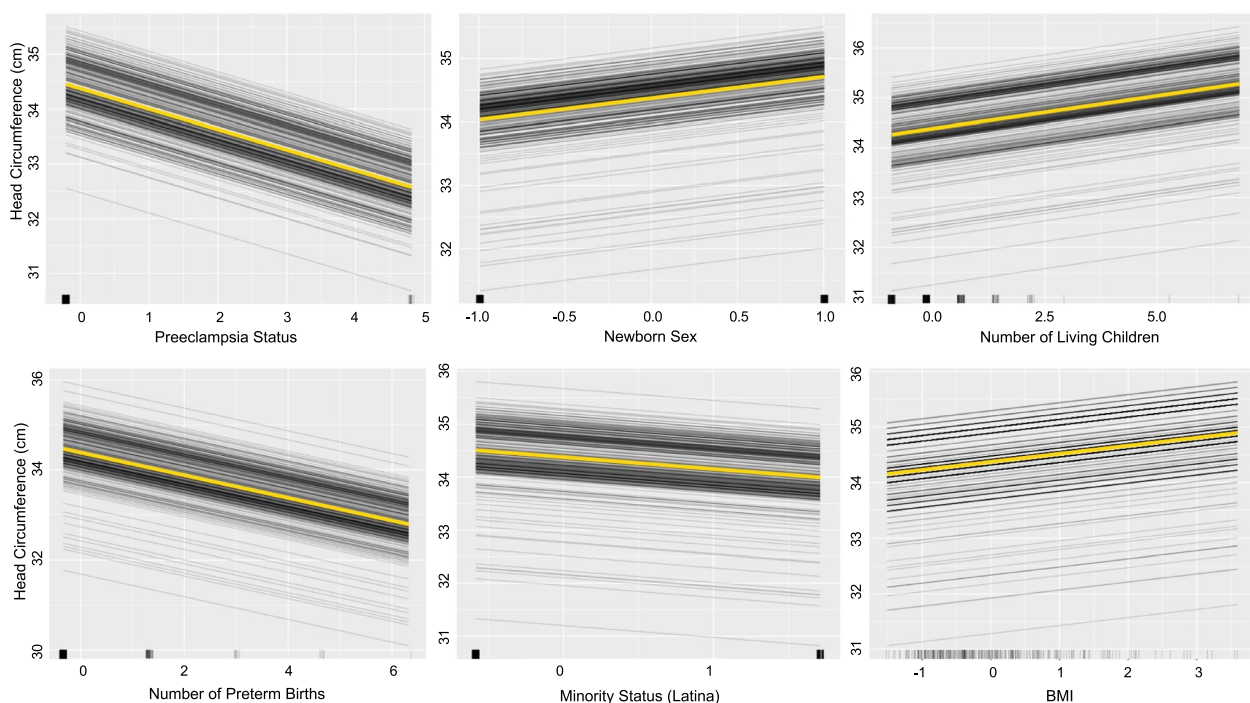 35
34
33
32
31
Head Circumference (cm)
0 1 2 3 4 5
Preeclampsia Status
35
34
33
32
-1.0 -0.5 0.0 0.5 1.0
Newborn Sex
36
35
34
33
32
31
0.0 2.5 5.0
Number of Living Children
36
34
32
30
Head Circumference (cm)
0 2 4 6
Number of Preterm Births
36
35
34
33
32
31
0 1
Minority Status (Latina)
36
35
34
33
32
31
-1 0 1 2 3
BMI